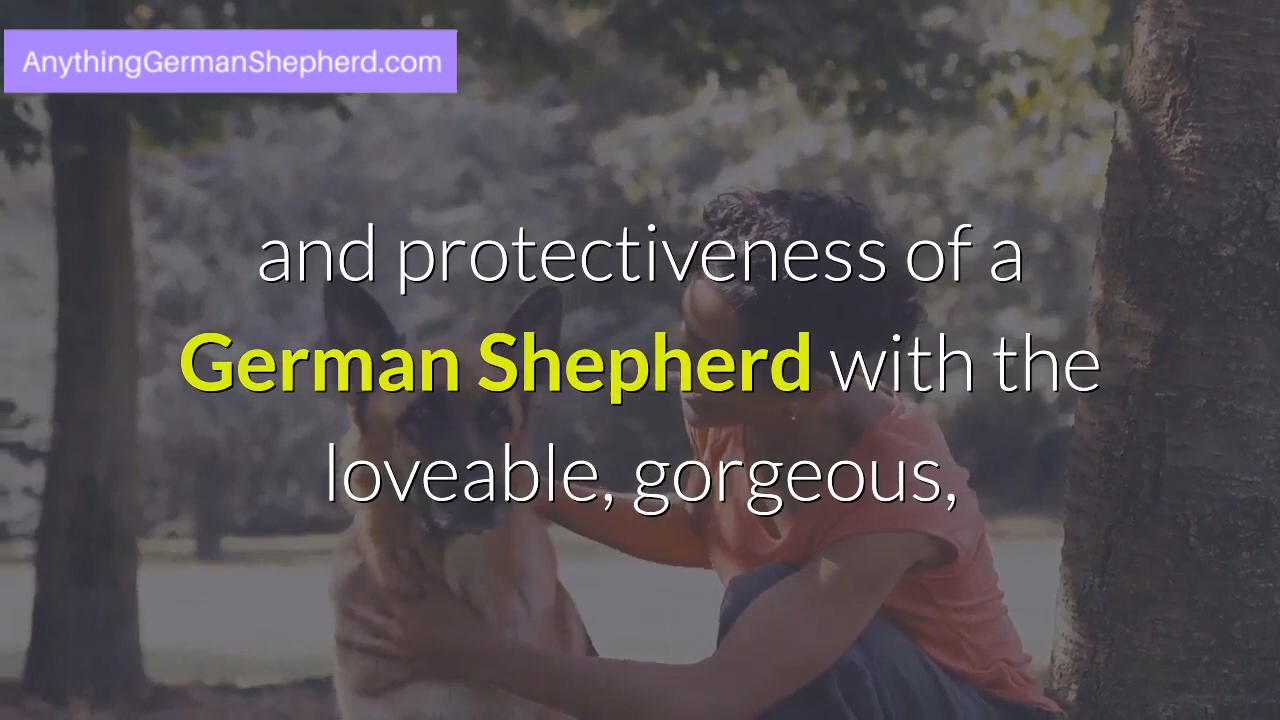 AnythingGermanShepherd.com
and protectiveness of a
German Shepherd with the
loveable, gorgeous,